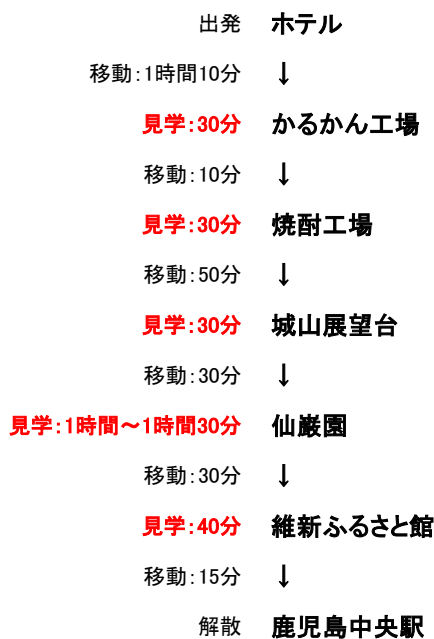 出発 ホテル
移動：1時間10分 ↓
見学：30分 かるかん工場
移動：10分 ↓
見学：30分 焼酎工場
移動：50分 ↓
見学：30分 城山展望台
移動：30分 ↓
見学：1時間～1時間30分 仙巌園
移動：30分 ↓
見学：40分 維新ふるさと館
移動：15分 ↓
解散 鹿児島中央駅